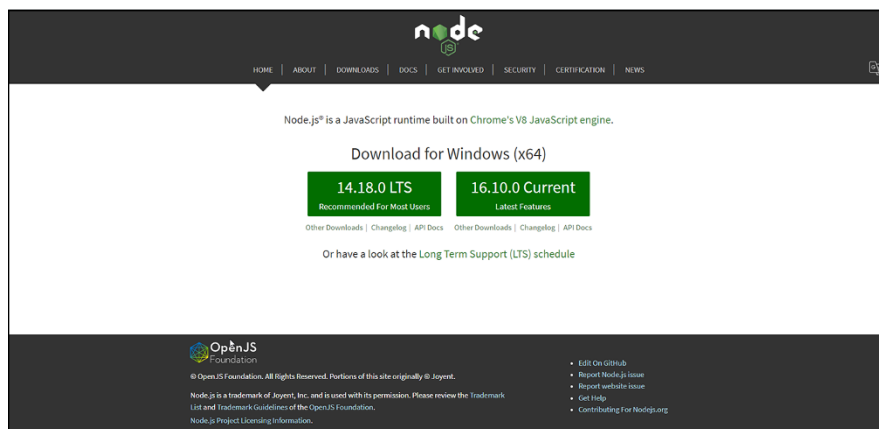 node
JS
HOME | ABOUT | DOWNLOADS | DOCS | GET INVOLVED | SECURITY | CERTIFICATION | NEWS
Node.js® is a JavaScript runtime built on Chrome's V8 JavaScript engine.
Download for Windows (x64)
14.18.0 LTS
Recommended For Most Users
16.10.0 Current
Latest Features
Other Downloads | Changelog | API Docs
Other Downloads | Changelog | API Docs
Or have a look at the Long Term Support (LTS) schedule
OpenJS
Foundation
© OpenJS Foundation. All Rights Reserved. Portions of this site originally © Joyent.
Node.js is a trademark of Joyent, Inc. and is used with its permission. Please review the Trademark
List and Trademark Guidelines of the OpenJS Foundation.
Node.js Project Licensing Information.
• Edit On GitHub
• Report Node.js issue
• Report website issue
• Get Help
• Contributing For Nodejs.org